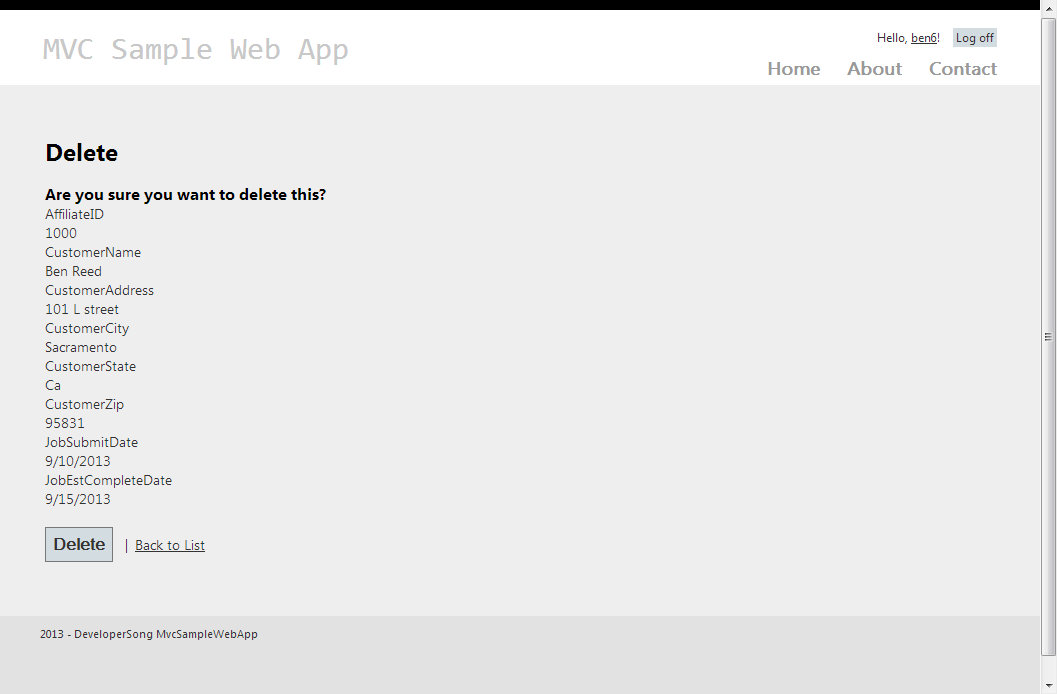 MVC Sample Web App
Hello, ben6! Log off
Home About Contact
Delete
Are you sure you want to delete this?
AffiliateID
1000
CustomerName
Ben Reed
CustomerAddress
101 L street
CustomerCity
Sacramento
CustomerState
Ca
CustomerZip
95831
JobSubmitDate
9/10/2013
JobEstCompleteDate
9/15/2013
Delete | Back to List
2013 - DeveloperSong MvcSampleWebApp